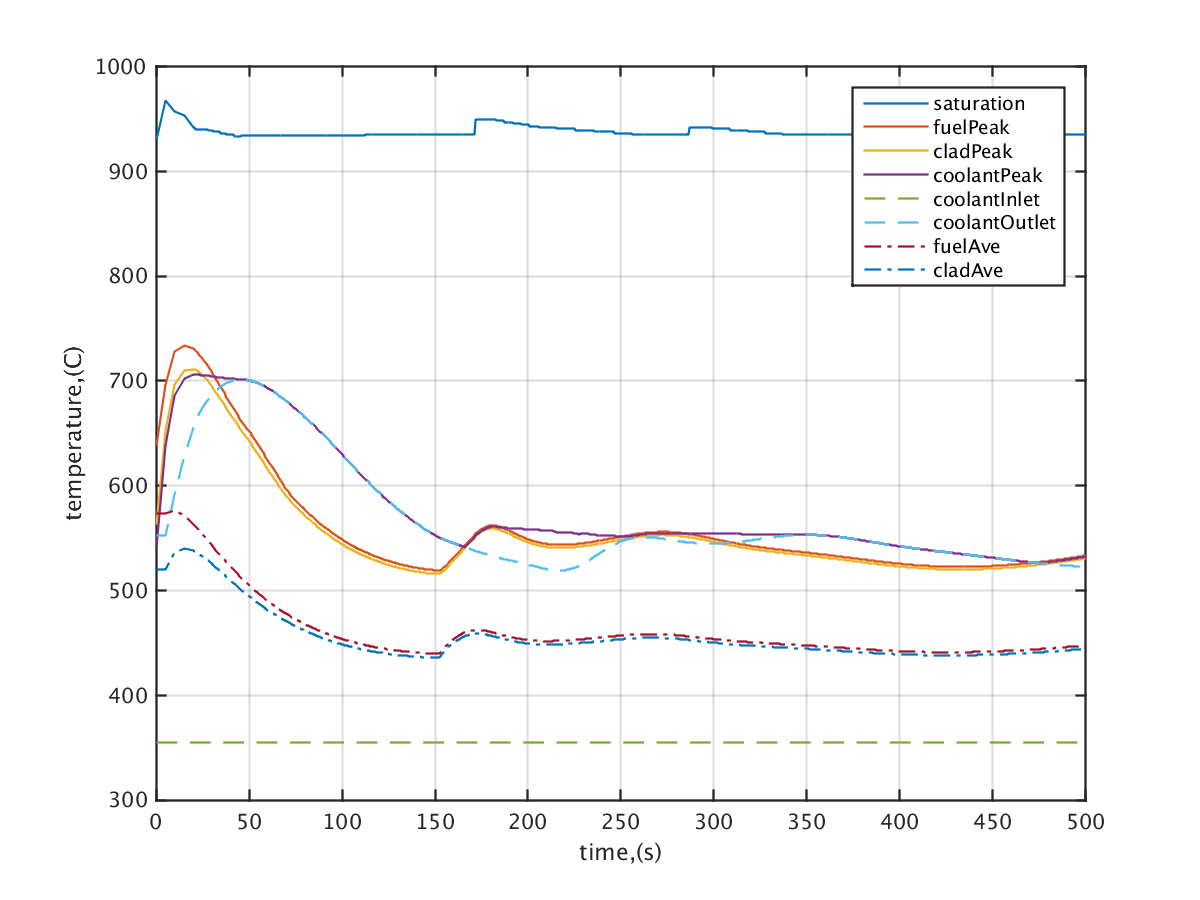 1000
900
800
700
600
500
400
300
temperature,(C)
0 50 100 150 200 250 300 350 400 450 500
time,(s)
saturation
fuelPeak
cladPeak
coolantPeak
coolantInlet
coolantOutlet
fuelAve
cladAve